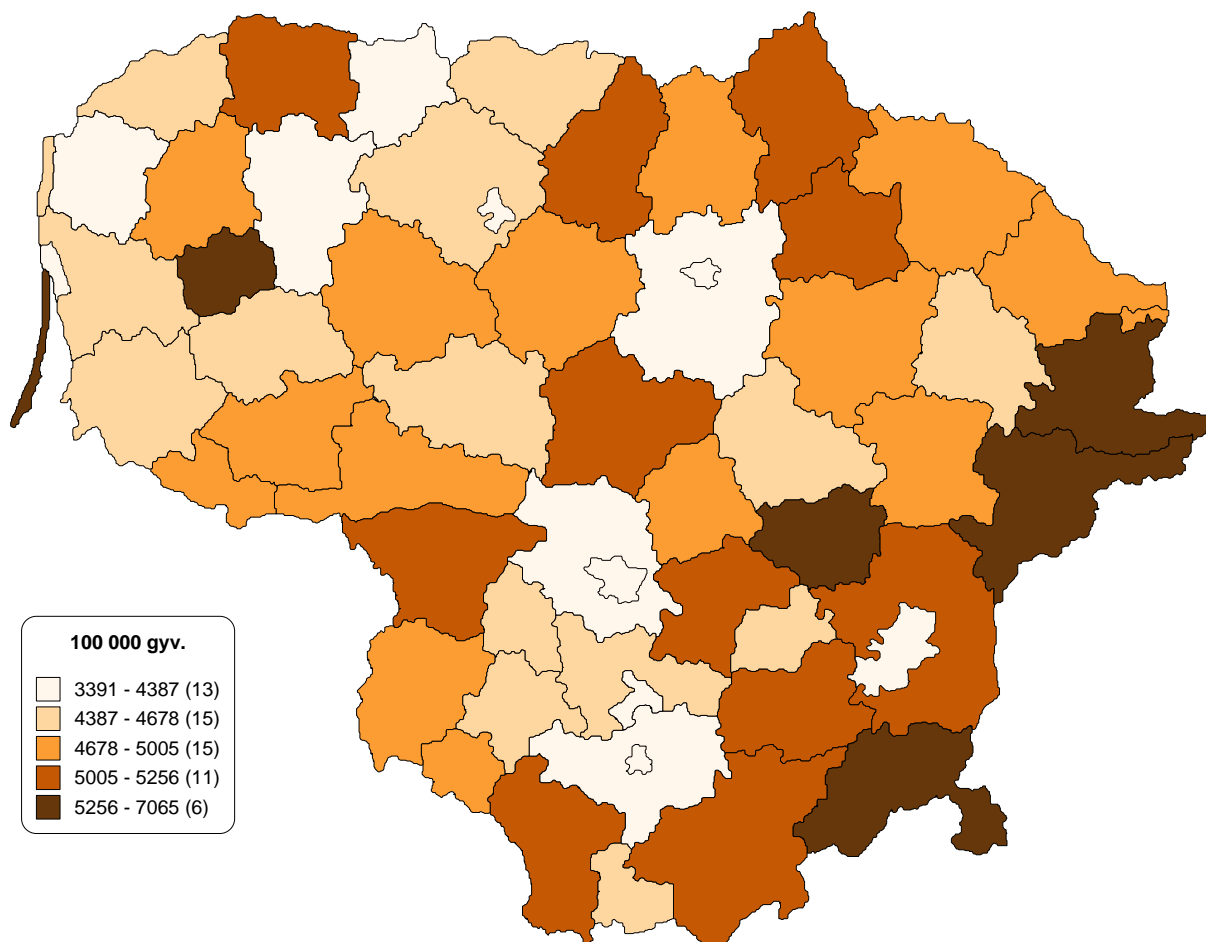 100 000 gyv.
3391 - 4387 (13)
4387 - 4678 (15)
4678 - 5005 (15)
5005 - 5256 (11)
5256 - 7065 (6)